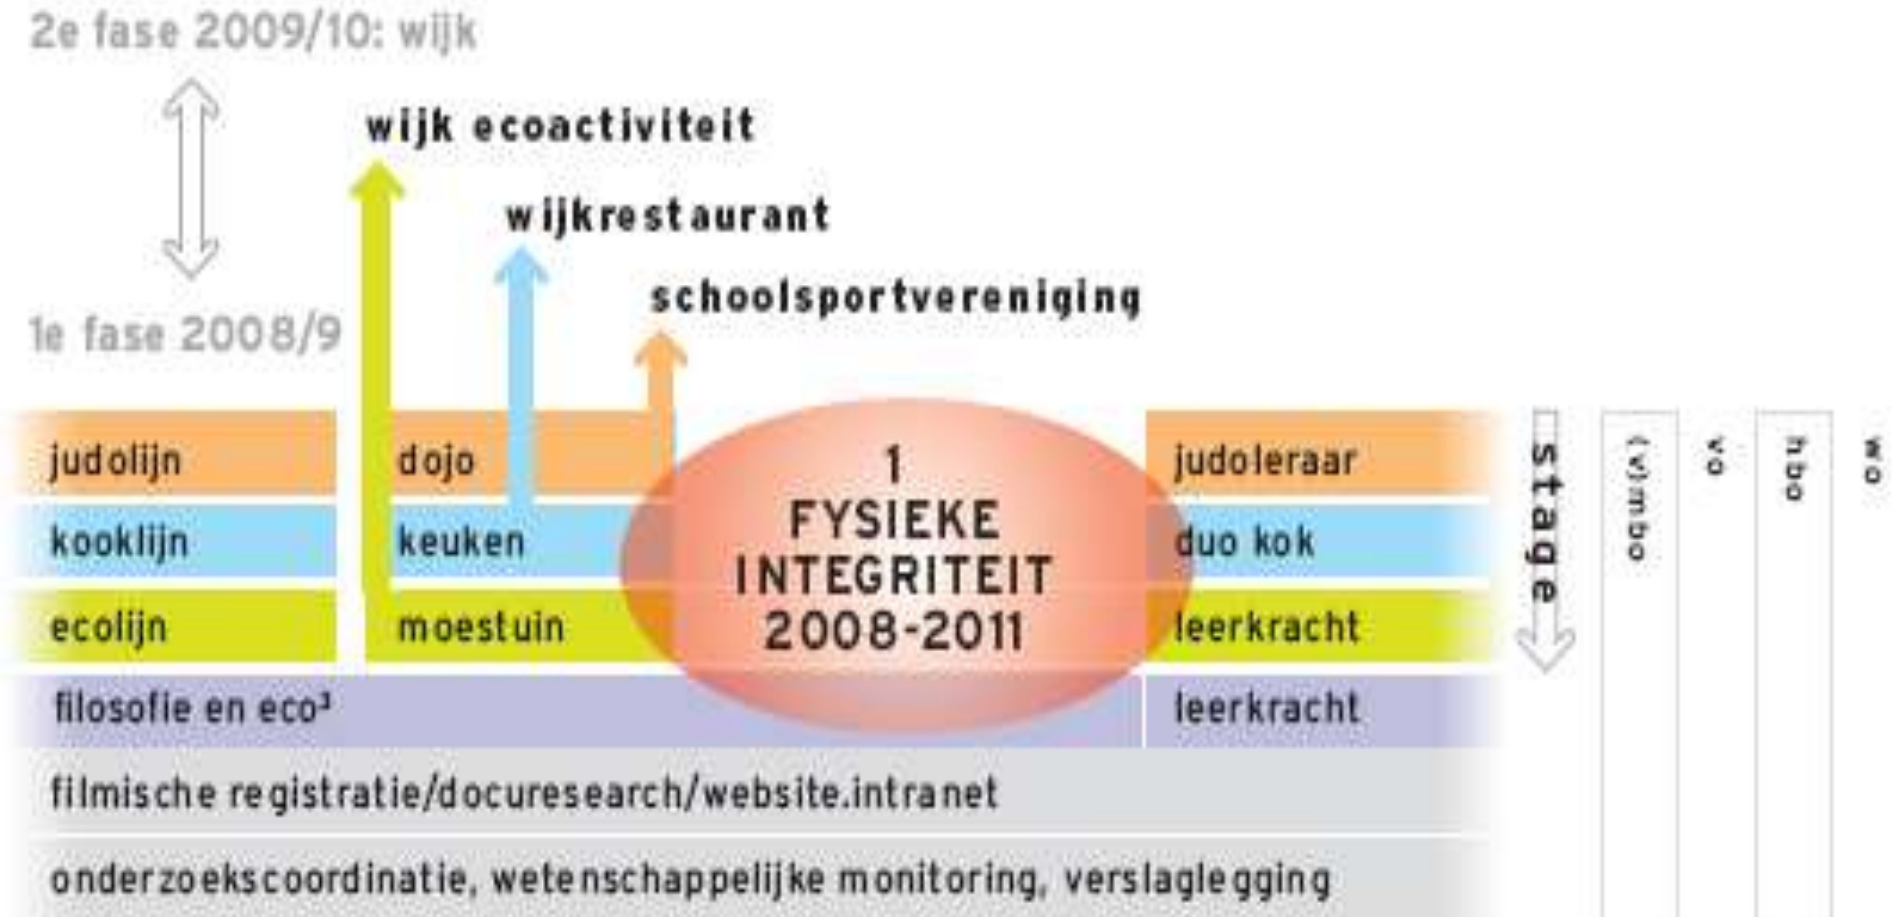 2e fase 2009/10: wijk
wijk ecoactiviteit
wijkrestaurant
schoolsportvereniging
1e fase 2008/9
judolijn
dojo
judoleraar
kooklijn
keuken
duo kok
ecolijn
moestuin
leerkracht
1
FYSIEKE
INTEGRITEIT
2008-2011
filosofie en eco³
leerkracht
filmische registratie/docuresearch/website.intranet
onderzoekscoordinatie, wetenschappelijke monitoring, verslaglegging
stage
(v)mbo
vo
hbo
wo